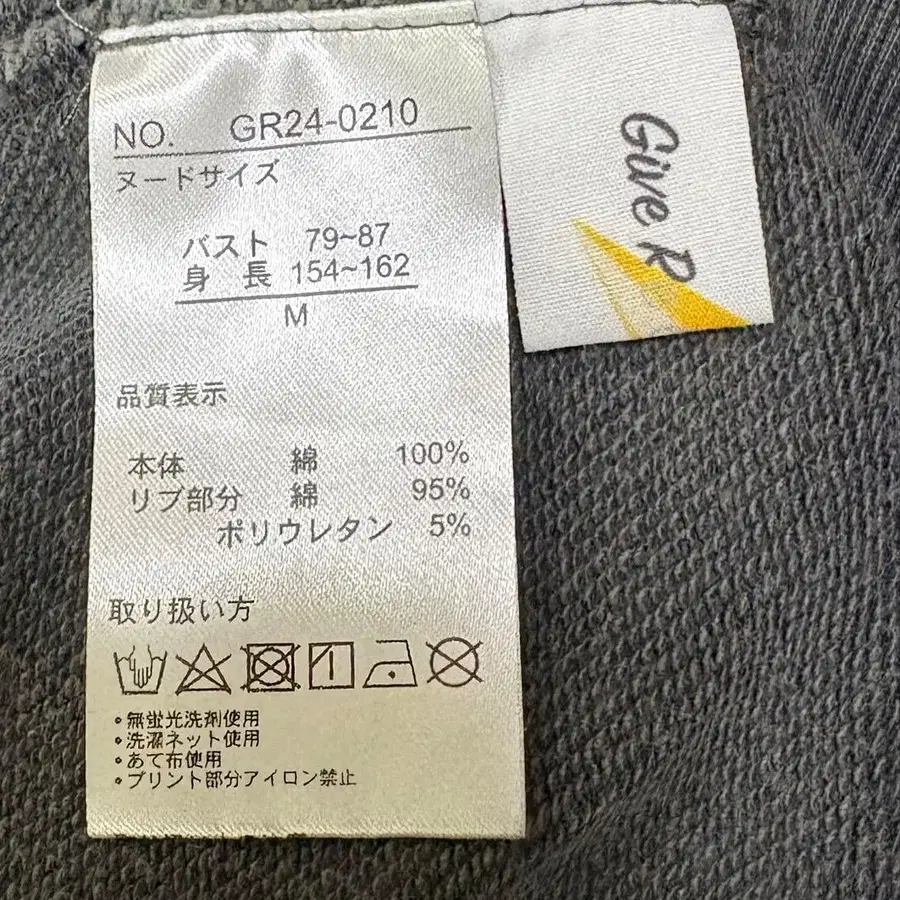 NO. GR24-0210
ヌードサイズ
バスト 79~87
身 長 154~162
M
品質表示
本体 綿 100%
リブ部分 綿 95%
ポリウレタン 5%
取り扱い方
・無蛍光洗剤使用
・洗濯ネット使用
・あて布使用
・プリント部分アイロン禁止
Give R